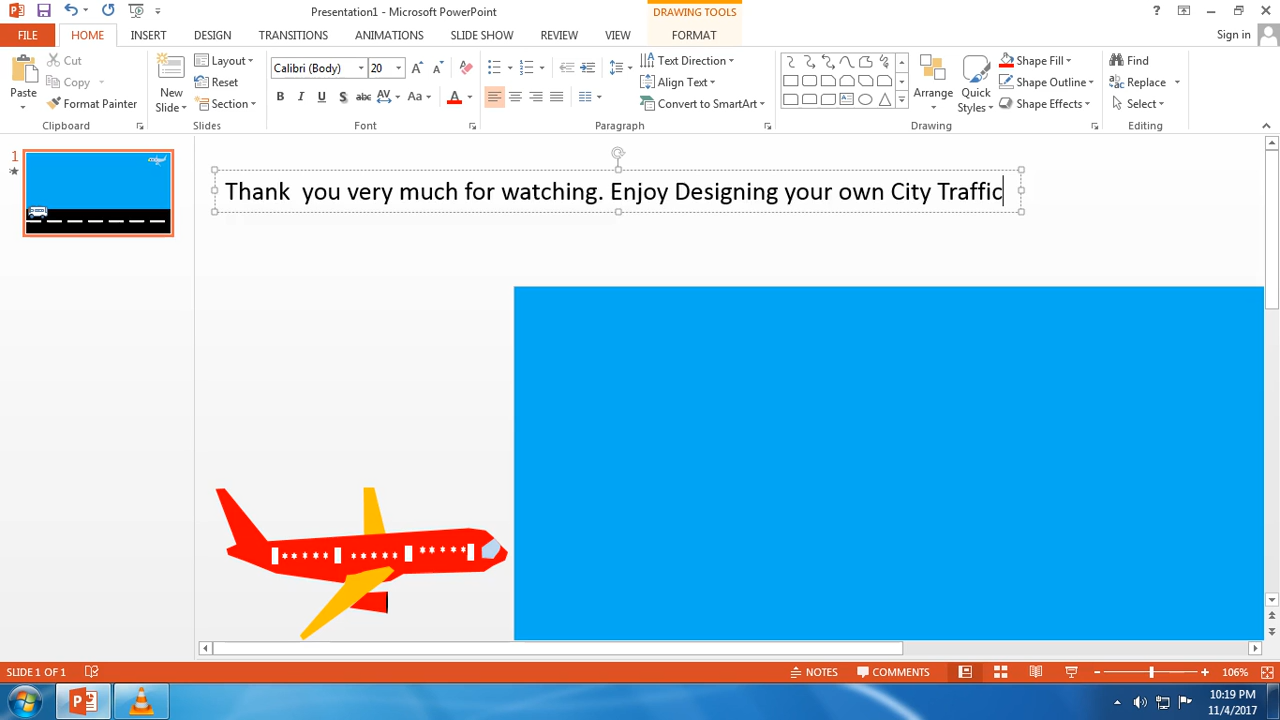 Presentation1 - Microsoft PowerPoint
DRAWING TOOLS
?
FILE HOME INSERT DESIGN TRANSITIONS ANIMATIONS SLIDE SHOW REVIEW VIEW FORMAT
Sign in
Paste
Cut
Copy
Format Painter
Clipboard
New Slide
Layout
Reset
Section
Slides
Calibri (Body) 20
B I U S abc AV Aa A
Font
Text Direction
Align Text
Convert to SmartArt
Paragraph
Arrange
Quick Styles
Shape Fill
Shape Outline
Shape Effects
Drawing
Find
Replace
Select
Editing
1
Thank  you very much for watching. Enjoy Designing your own City Traffic
SLIDE 1 OF 1
NOTES
COMMENTS
106%
10:19 PM
11/4/2017